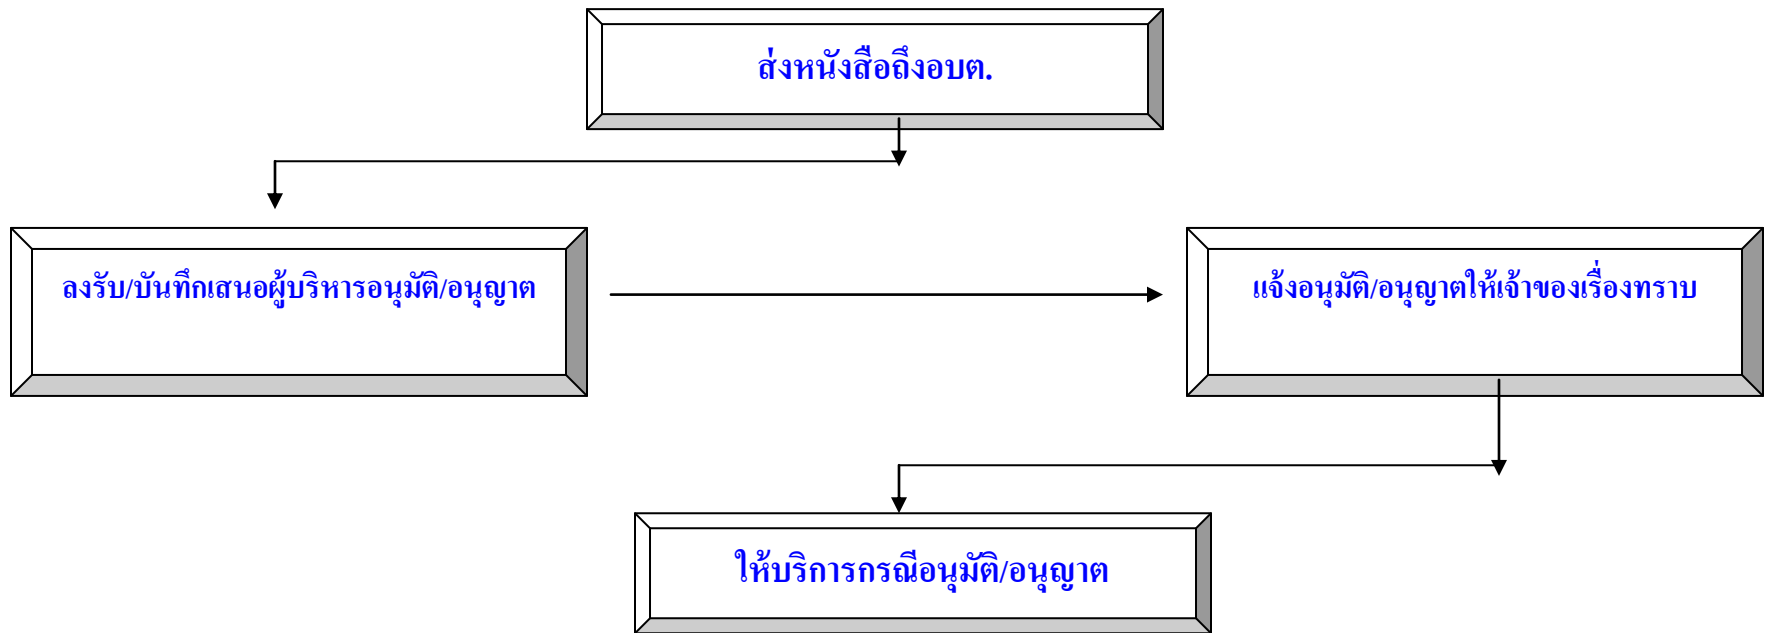 ส่งหนังสือถึงอบต.
ลงรับ/บันทึกเสนอผู้บริหารอนุมัติ/อนุญาต
แจ้งอนุมัติ/อนุญาตให้เจ้าของเรื่องทราบ
ให้บริการกรณีอนุมัติ/อนุญาต